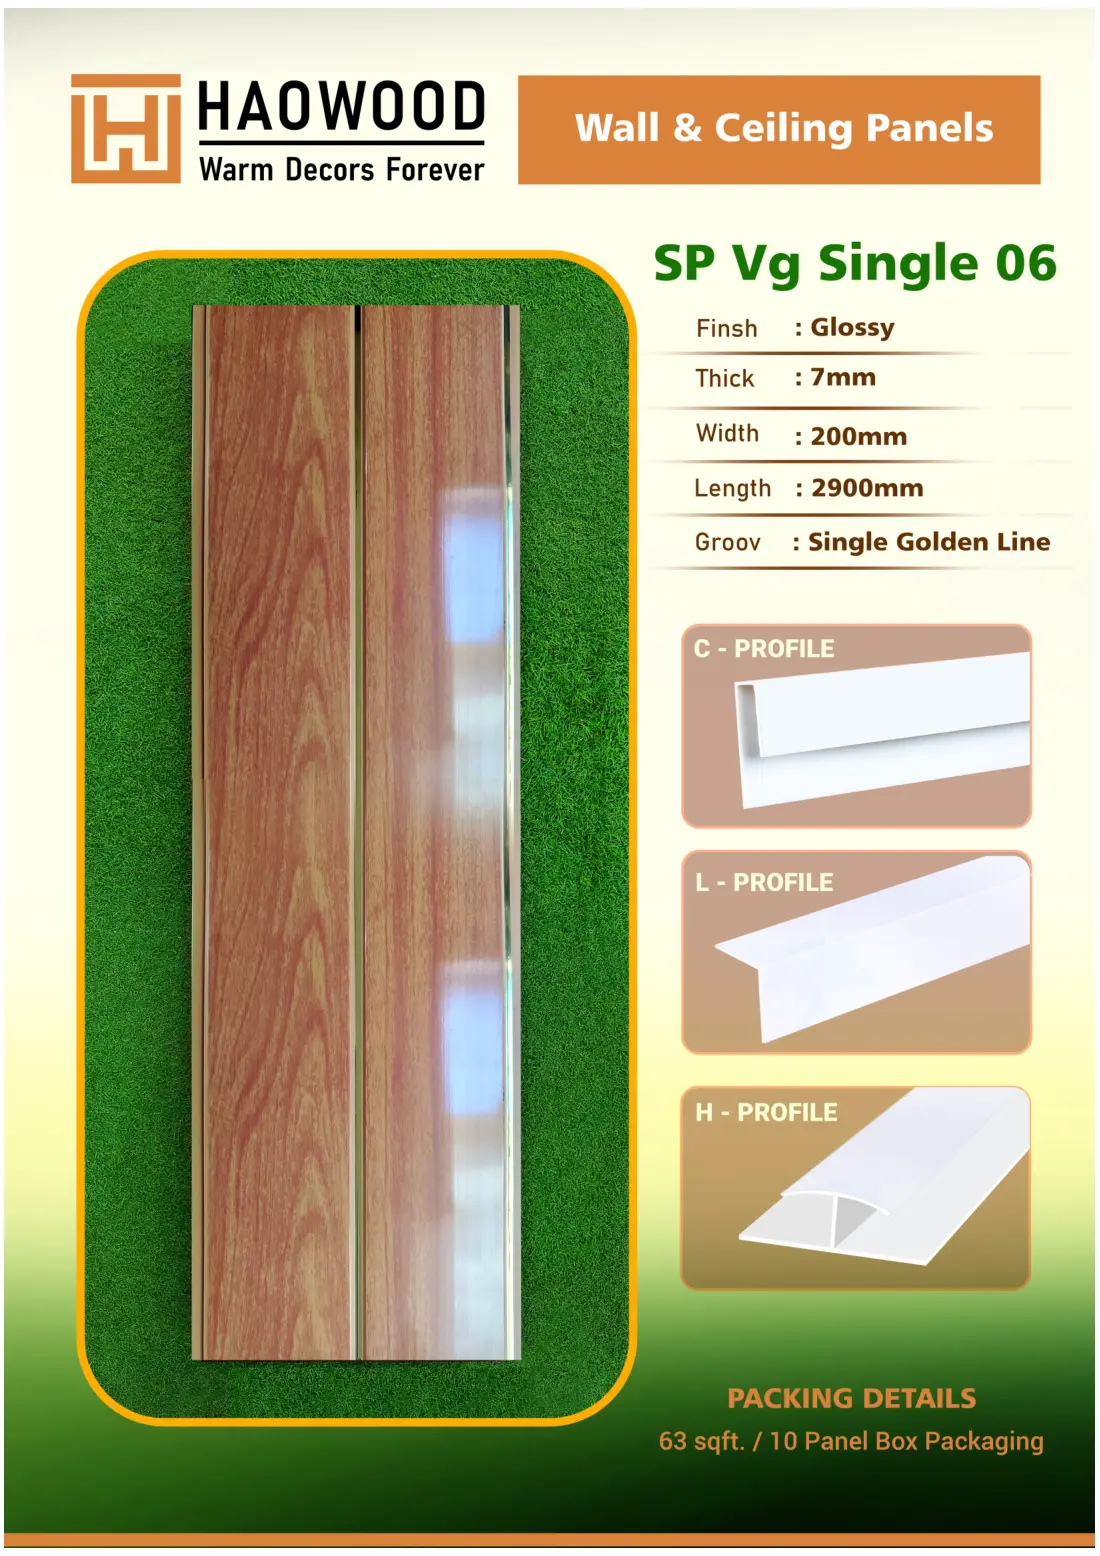 HAOWOOD
Warm Decors Forever
Wall & Ceiling Panels
SP Vg Single 06
Finsh : Glossy
Thick : 7mm
Width : 200mm
Length : 2900mm
Groov : Single Golden Line
C - PROFILE
L - PROFILE
H - PROFILE
PACKING DETAILS
63 sqft. / 10 Panel Box Packaging